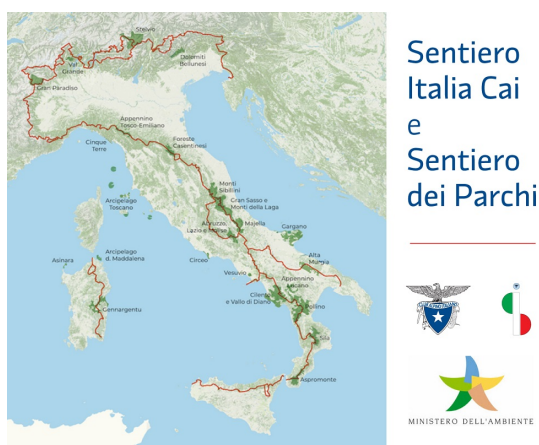 Stelvio
Val
Grande
Dolomiti
Bellunesi
Gran Paradiso
Appennino
Tosco-Emiliano
Cinque
Terre
Foreste
Casentinesi
Monti
Sibillini
Arcipelago
Toscano
Gran Sasso e
Monti della Laga
Abruzzo,
Lazio e Molise
Majella
Gargano
Asinara
Arcipelago
d. Maddalena
Circeo
Alta
Murgia
Vesuvio
Appennino
Lucano
Gennargentu
Cilento
e Vallo di Diano
Pollino
Sila
Aspromonte
Sentiero
Italia Cai
e
Sentiero
dei Parchi
MINISTERO DELL'AMBIENTE